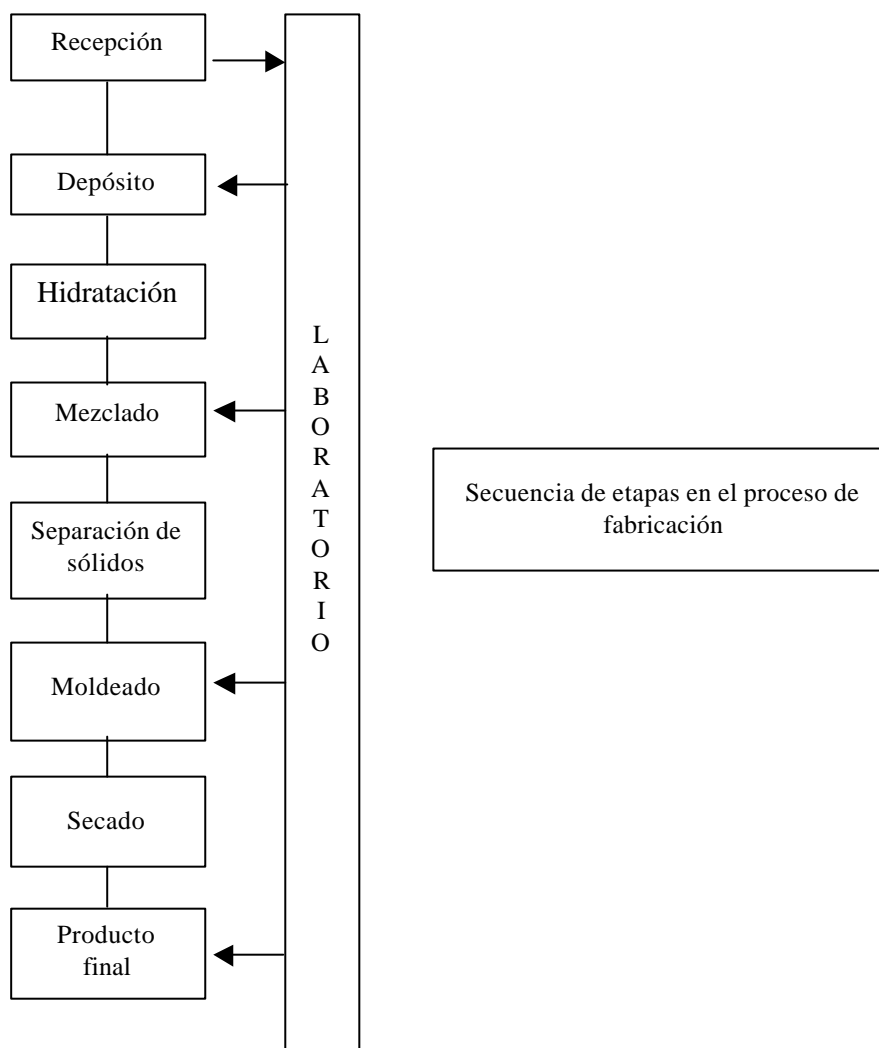 Recepción
Depósito
Hidratación
Mezclado
Separación de
sólidos
Moldeado
Secado
Producto
final
L
A
B
O
R
A
T
O
R
I
O
Secuencia de etapas en el proceso de
fabricación